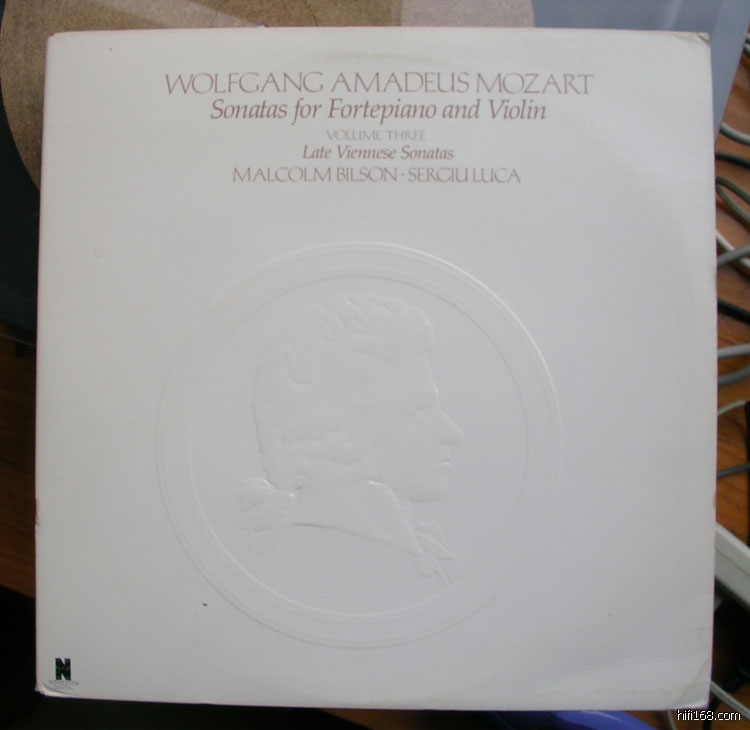 WOLFGANG AMADEUS MOZART
Sonatas for Fortepiano and Violin
VOLUME THREE
Late Viennese Sonatas
MALCOLM BILSON · SERGIU LUCA
N
hifi168.com